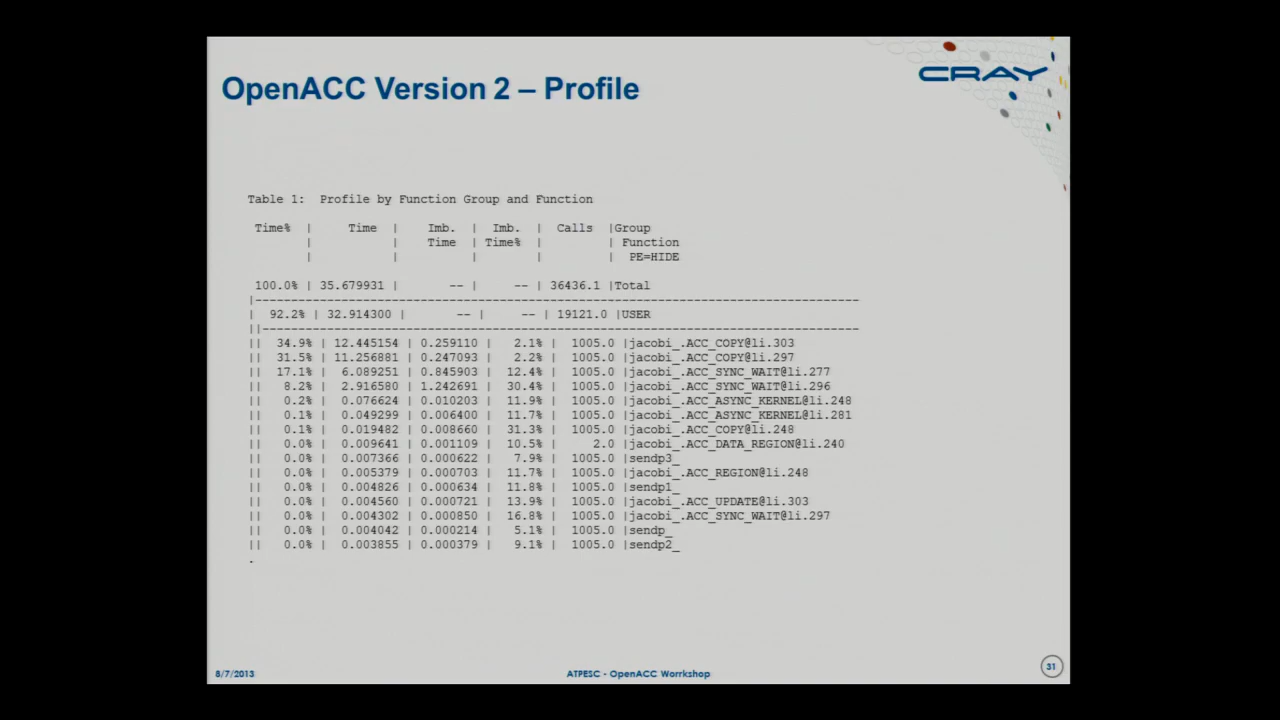 CRAY
OpenACC Version 2 – Profile
Table 1:  Profile by Function Group and Function
Time% | Time | Imb. | Imb. | Calls |Group
| | Time | Time% | | Function
| | | | | PE=HIDE
100.0% | 35.679931 | -- | -- | 36436.1 |Total
|-----------------------------------------------------------------------------------
| 92.2% | 32.914300 | -- | -- | 19121.0 |USER
||----------------------------------------------------------------------------------
|| 34.9% | 12.445154 | 0.259110 | 2.1% | 1005.0 |jacobi_.ACC_COPY@li.303
|| 31.5% | 11.256881 | 0.247093 | 2.2% | 1005.0 |jacobi_.ACC_COPY@li.297
|| 17.1% | 6.089251 | 0.845903 | 12.4% | 1005.0 |jacobi_.ACC_SYNC_WAIT@li.277
|| 8.2% | 2.916580 | 1.242691 | 30.4% | 1005.0 |jacobi_.ACC_SYNC_WAIT@li.296
|| 0.2% | 0.076624 | 0.010203 | 11.9% | 1005.0 |jacobi_.ACC_ASYNC_KERNEL@li.248
|| 0.1% | 0.049299 | 0.006400 | 11.7% | 1005.0 |jacobi_.ACC_ASYNC_KERNEL@li.281
|| 0.1% | 0.019482 | 0.008660 | 31.3% | 1005.0 |jacobi_.ACC_COPY@li.248
|| 0.0% | 0.009641 | 0.001109 | 10.5% | 2.0 |jacobi_.ACC_DATA_REGION@li.240
|| 0.0% | 0.007366 | 0.000622 | 7.9% | 1005.0 |sendp3_
|| 0.0% | 0.005379 | 0.000703 | 11.7% | 1005.0 |jacobi_.ACC_REGION@li.248
|| 0.0% | 0.004826 | 0.000634 | 11.8% | 1005.0 |sendp1_
|| 0.0% | 0.004560 | 0.000721 | 13.9% | 1005.0 |jacobi_.ACC_UPDATE@li.303
|| 0.0% | 0.004302 | 0.000850 | 16.8% | 1005.0 |jacobi_.ACC_SYNC_WAIT@li.297
|| 0.0% | 0.004042 | 0.000214 | 5.1% | 1005.0 |sendp_
|| 0.0% | 0.003855 | 0.000379 | 9.1% | 1005.0 |sendp2_
8/7/2013
ATPESC - OpenACC Worrkshop
31